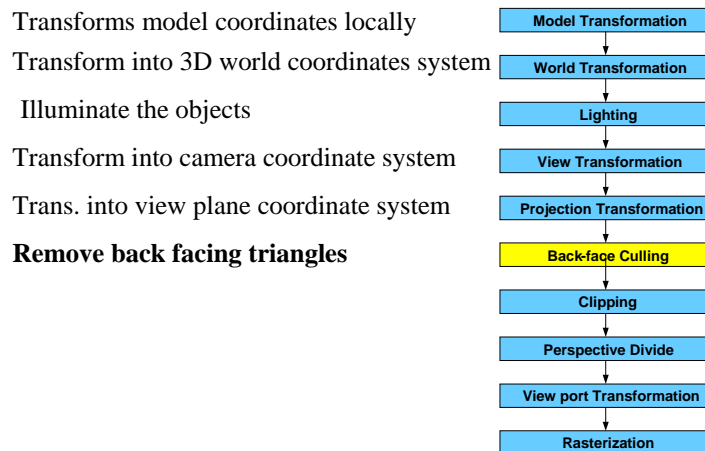 Transforms model coordinates locally
Model Transformation
Transform into 3D world coordinates system
World Transformation
Illuminate the objects
Lighting
Transform into camera coordinate system
View Transformation
Trans. into view plane coordinate system
Projection Transformation
Remove back facing triangles
Back-face Culling
Clipping
Perspective Divide
View port Transformation
Rasterization